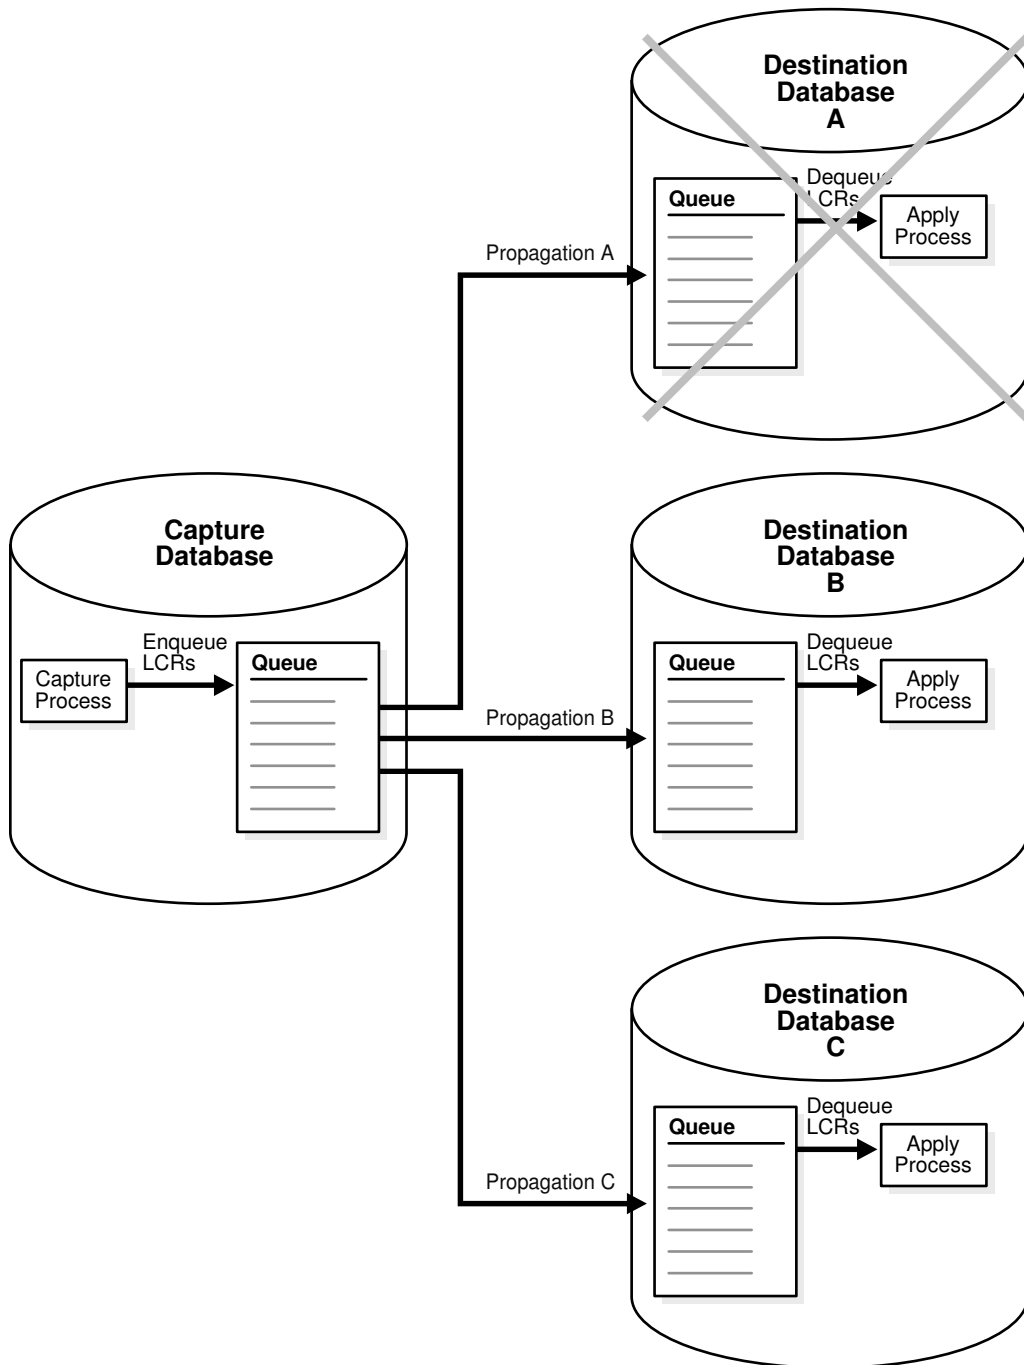 Destination
Database
A
Dequeue
LCRs
Queue
Apply
Process
Propagation A
Capture
Database
Enqueue
LCRs
Capture
Process
Queue
Propagation B
Destination
Database
B
Dequeue
LCRs
Queue
Apply
Process
Destination
Database
C
Dequeue
LCRs
Queue
Apply
Process
Propagation C